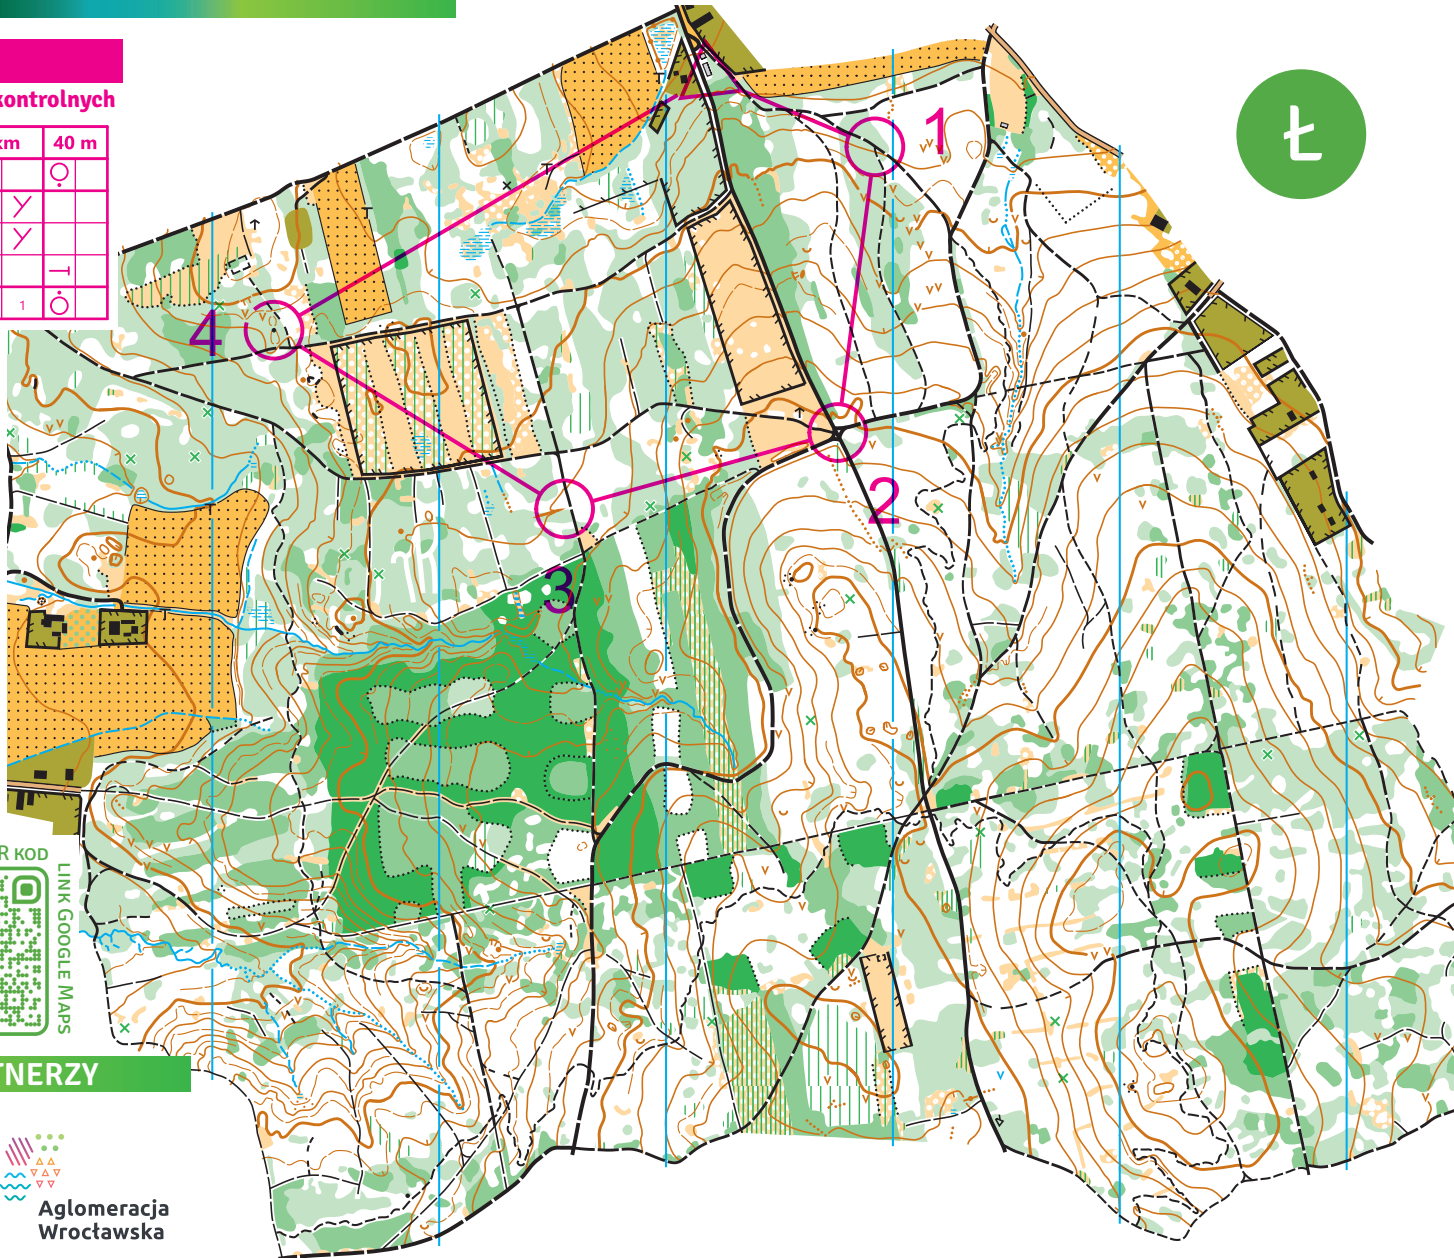 kontrolnych
km 40 m
1
Ł
1
2
3
4
R KOD
LINK GOOGLE MAPS
TNERZY
Aglomeracja
Wrocławska